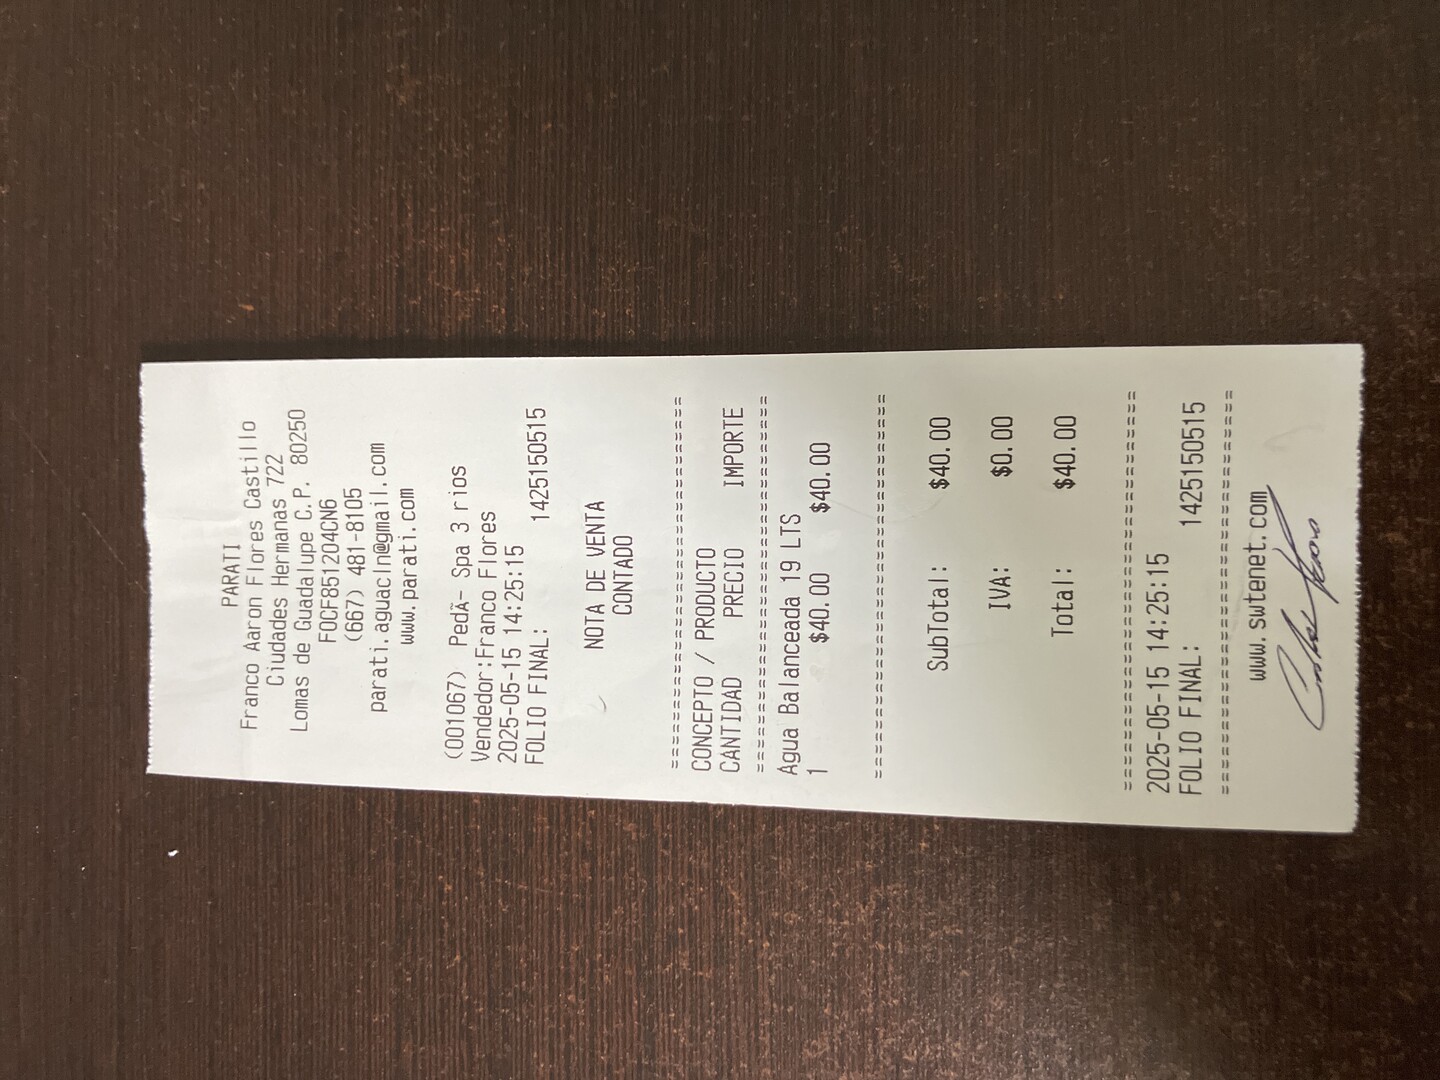 PARATI
Franco Aaron Flores Castillo
Ciudades Hermanas 722
Lomas de Guadalupe C.P. 80250
FOCF851204CN6
(667) 481-8105
parati.aguacln@gmail.com
www.parati.com
(001067) PedÃ- Spa 3 rios
Vendedor:Franco Flores
2025-05-15 14:25:15
FOLIO FINAL: 1425150515
NOTA DE VENTA
CONTADO
================================
CONCEPTO / PRODUCTO
CANTIDAD PRECIO IMPORTE
================================
Agua Balanceada 19 LTS
1 $40.00 $40.00
================================
SubTotal: $40.00
IVA: $0.00
Total: $40.00
==================================
2025-05-15 14:25:15
FOLIO FINAL: 1425150515
==================================
www.swtenet.com